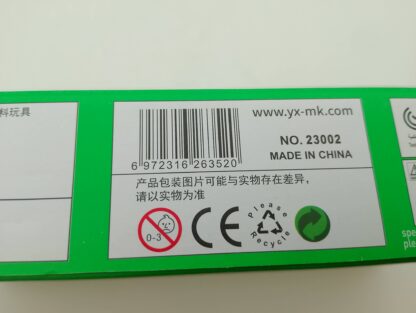 料玩具
www.yx-mk.com
NO. 23002
MADE IN CHINA
6 972316 263520
产品包装图片可能与实物存在差异,
请以实物为准
0-3
CE
Please Recycle
spe
ple